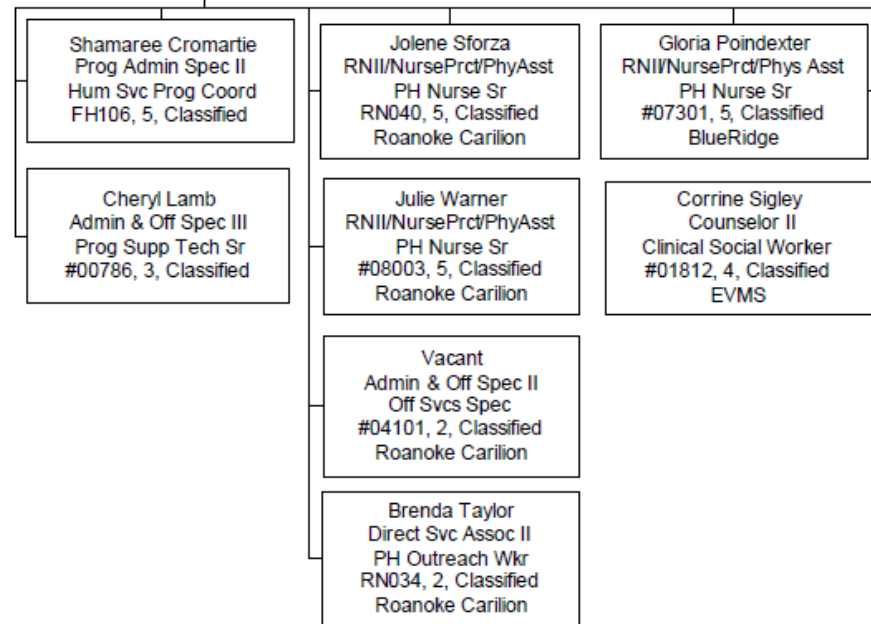 Shamaree Cromartie
Prog Admin Spec II
Hum Svc Prog Coord
FH106, 5, Classified
Cheryl Lamb
Admin & Off Spec III
Prog Supp Tech Sr
#00786, 3, Classified
Jolene Sforza
RNII/NursePrct/PhyAsst
PH Nurse Sr
RN040, 5, Classified
Roanoke Carilion
Julie Warner
RNII/NursePrct/PhyAsst
PH Nurse Sr
#08003, 5, Classified
Roanoke Carilion
Vacant
Admin & Off Spec II
Off Svcs Spec
#04101, 2, Classified
Roanoke Carilion
Brenda Taylor
Direct Svc Assoc II
PH Outreach Wkr
RN034, 2, Classified
Roanoke Carilion
Gloria Poindexter
RNII/NursePrct/Phys Asst
PH Nurse Sr
#07301, 5, Classified
BlueRidge
Corrine Sigley
Counselor II
Clinical Social Worker
#01812, 4, Classified
EVMS